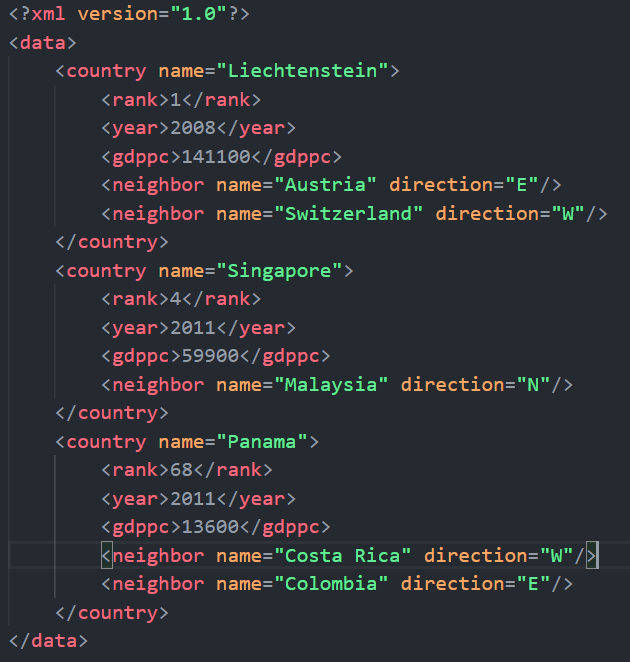 <?xml version="1.0"?>
<data>
    <country name="Liechtenstein">
        <rank>1</rank>
        <year>2008</year>
        <gdppc>141100</gdppc>
        <neighbor name="Austria" direction="E"/>
        <neighbor name="Switzerland" direction="W"/>
    </country>
    <country name="Singapore">
        <rank>4</rank>
        <year>2011</year>
        <gdppc>59900</gdppc>
        <neighbor name="Malaysia" direction="N"/>
    </country>
    <country name="Panama">
        <rank>68</rank>
        <year>2011</year>
        <gdppc>13600</gdppc>
        <neighbor name="Costa Rica" direction="W"/>
        <neighbor name="Colombia" direction="E"/>
    </country>
</data>